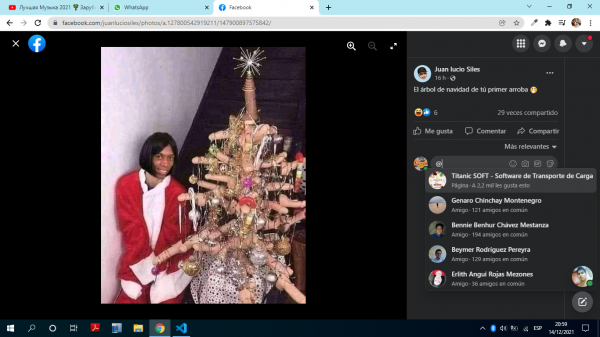 Лучшая Музыка 2021
WhatsApp
Facebook
facebook.com/juanluciosiles/photos/a.127800542919211/147900897575842/
Juan lucio Siles
16 h
El árbol de navidad de tú primer arroba
6
29 veces compartido
Me gusta
Comentar
Compartir
Más relevantes
@
Titanic SOFT - Software de Transporte de Carga
Página · A 2,2 mil les gusta esto
Genaro Chinchay Montenegro
Amigo · 121 amigos en común
Bennie Benhur Chávez Mestanza
Amigo · 194 amigos en común
Beymer Rodríguez Pereyra
Amigo · 129 amigos en común
Erlith Angui Rojas Mezones
Amigo · 36 amigos en común
ESP
20:59
14/12/2021